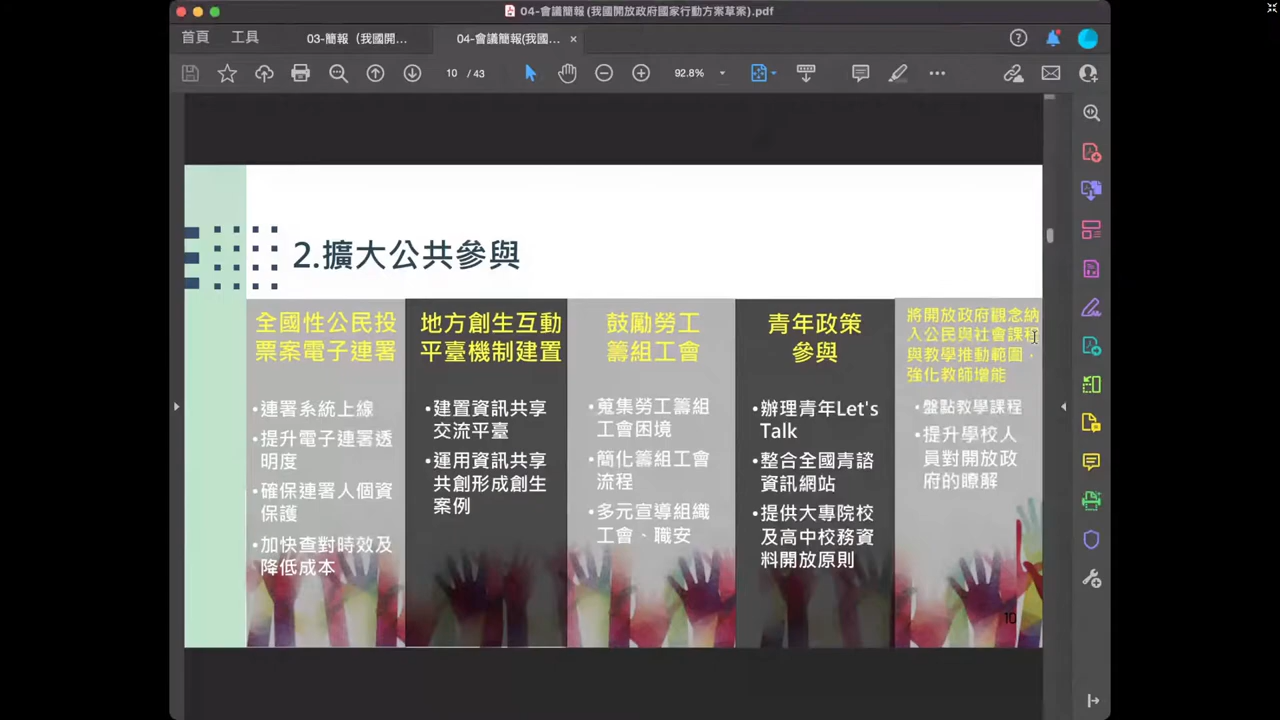 04-會議簡報(我國開放政府國家行動方案草案).pdf
首頁
工具
03-簡報（我國開...
04-會議簡報(我國...
10 / 43
92.8%
2.擴大公共參與
全國性公民投
票案電子連署
•連署系統上線
•提升電子連署透
明度
•確保連署人個資
保護
•加快查對時效及
降低成本
地方創生互動
平臺機制建置
•建置資訊共享
交流平臺
•運用資訊共享
共創形成創生
案例
鼓勵勞工
籌組工會
•蒐集勞工籌組
工會困境
•簡化籌組工會
流程
•多元宣導組織
工會、職安
青年政策
參與
•辦理青年Let's
Talk
•整合全國青諮
資訊網站
•提供大專院校
及高中校務資
料開放原則
將開放政府觀念納
入公民與社會課程
與教學推動範圍，
強化教師增能
•盤點教學課程
•提升學校人
員對開放政
府的瞭解
10